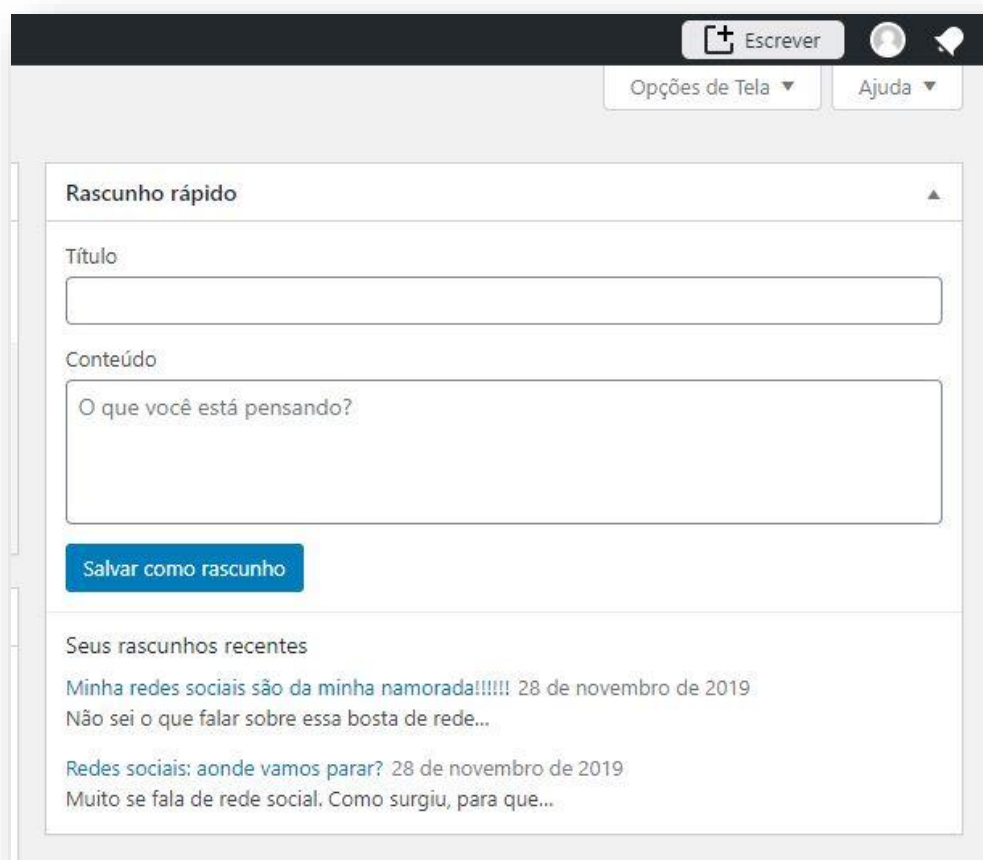 Escrever
Opções de Tela ▼ Ajuda ▼
Rascunho rápido
Título
Conteúdo
O que você está pensando?
Salvar como rascunho
Seus rascunhos recentes
Minha redes sociais são da minha namorada!!!!!! 28 de novembro de 2019
Não sei o que falar sobre essa bosta de rede...
Redes sociais: aonde vamos parar? 28 de novembro de 2019
Muito se fala de rede social. Como surgiu, para que...